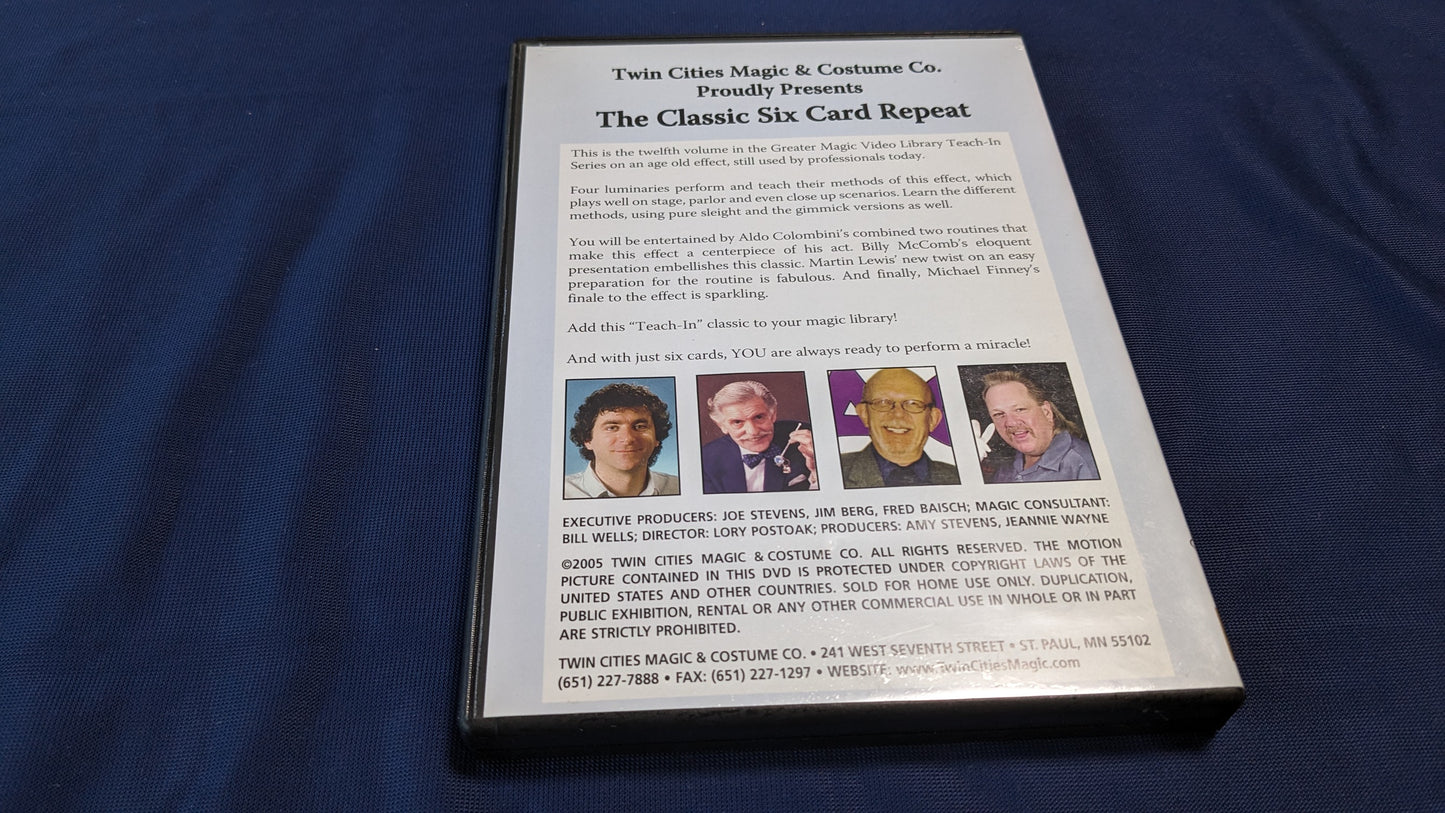 Twin Cities Magic & Costume Co.
Proudly Presents
The Classic Six Card Repeat
This is the twelfth volume in the Greater Magic Video Library Teach-In
Series on an age old effect, still used by professionals today.
Four luminaries perform and teach their methods of this effect, which
plays well on stage, parlor and even close up scenarios. Learn the different
methods, using pure sleight and the gimmick versions as well.
You will be entertained by Aldo Colombini's combined two routines that
make this effect a centerpiece of his act. Billy McComb's eloquent
presentation embellishes this classic. Martin Lewis' new twist on an easy
preparation for the routine is fabulous. And finally, Michael Finney's
finale to the effect is sparkling.
Add this “Teach-In” classic to your magic library!
And with just six cards, YOU are always ready to perform a miracle!
EXECUTIVE PRODUCERS: JOE STEVENS, JIM BERG, FRED BAISCH; MAGIC CONSULTANT:
BILL WELLS; DIRECTOR: LORY POSTOAK; PRODUCERS: AMY STEVENS, JEANNIE WAYNE
©2005 TWIN CITIES MAGIC & COSTUME CO. ALL RIGHTS RESERVED. THE MOTION
PICTURE CONTAINED IN THIS DVD IS PROTECTED UNDER COPYRIGHT LAWS OF THE
UNITED STATES AND OTHER COUNTRIES. SOLD FOR HOME USE ONLY. DUPLICATION,
PUBLIC EXHIBITION, RENTAL OR ANY OTHER COMMERCIAL USE IN WHOLE OR IN PART
ARE STRICTLY PROHIBITED.
TWIN CITIES MAGIC & COSTUME CO. • 241 WEST SEVENTH STREET • ST. PAUL, MN 55102
(651) 227-7888 • FAX: (651) 227-1297 • WEBSITE: www.TwinCitiesMagic.com